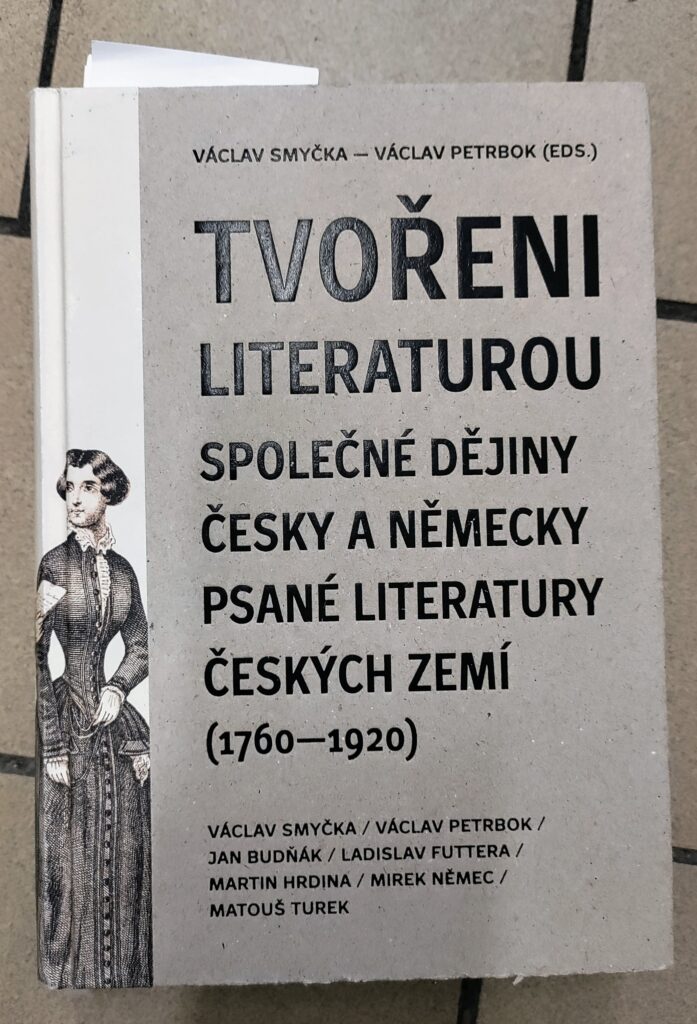 VÁCLAV SMYČKA — VÁCLAV PETRBOK (EDS.)
TVOŘENI
LITERATUROU
SPOLEČNÉ DĚJINY
ČESKY A NĚMECKY
PSANÉ LITERATURY
ČESKÝCH ZEMÍ
(1760—1920)
VÁCLAV SMYČKA / VÁCLAV PETRBOK /
JAN BUDŇÁK / LADISLAV FUTTERA /
MARTIN HRDINA / MIREK NĚMEC /
MATOUŠ TUREK